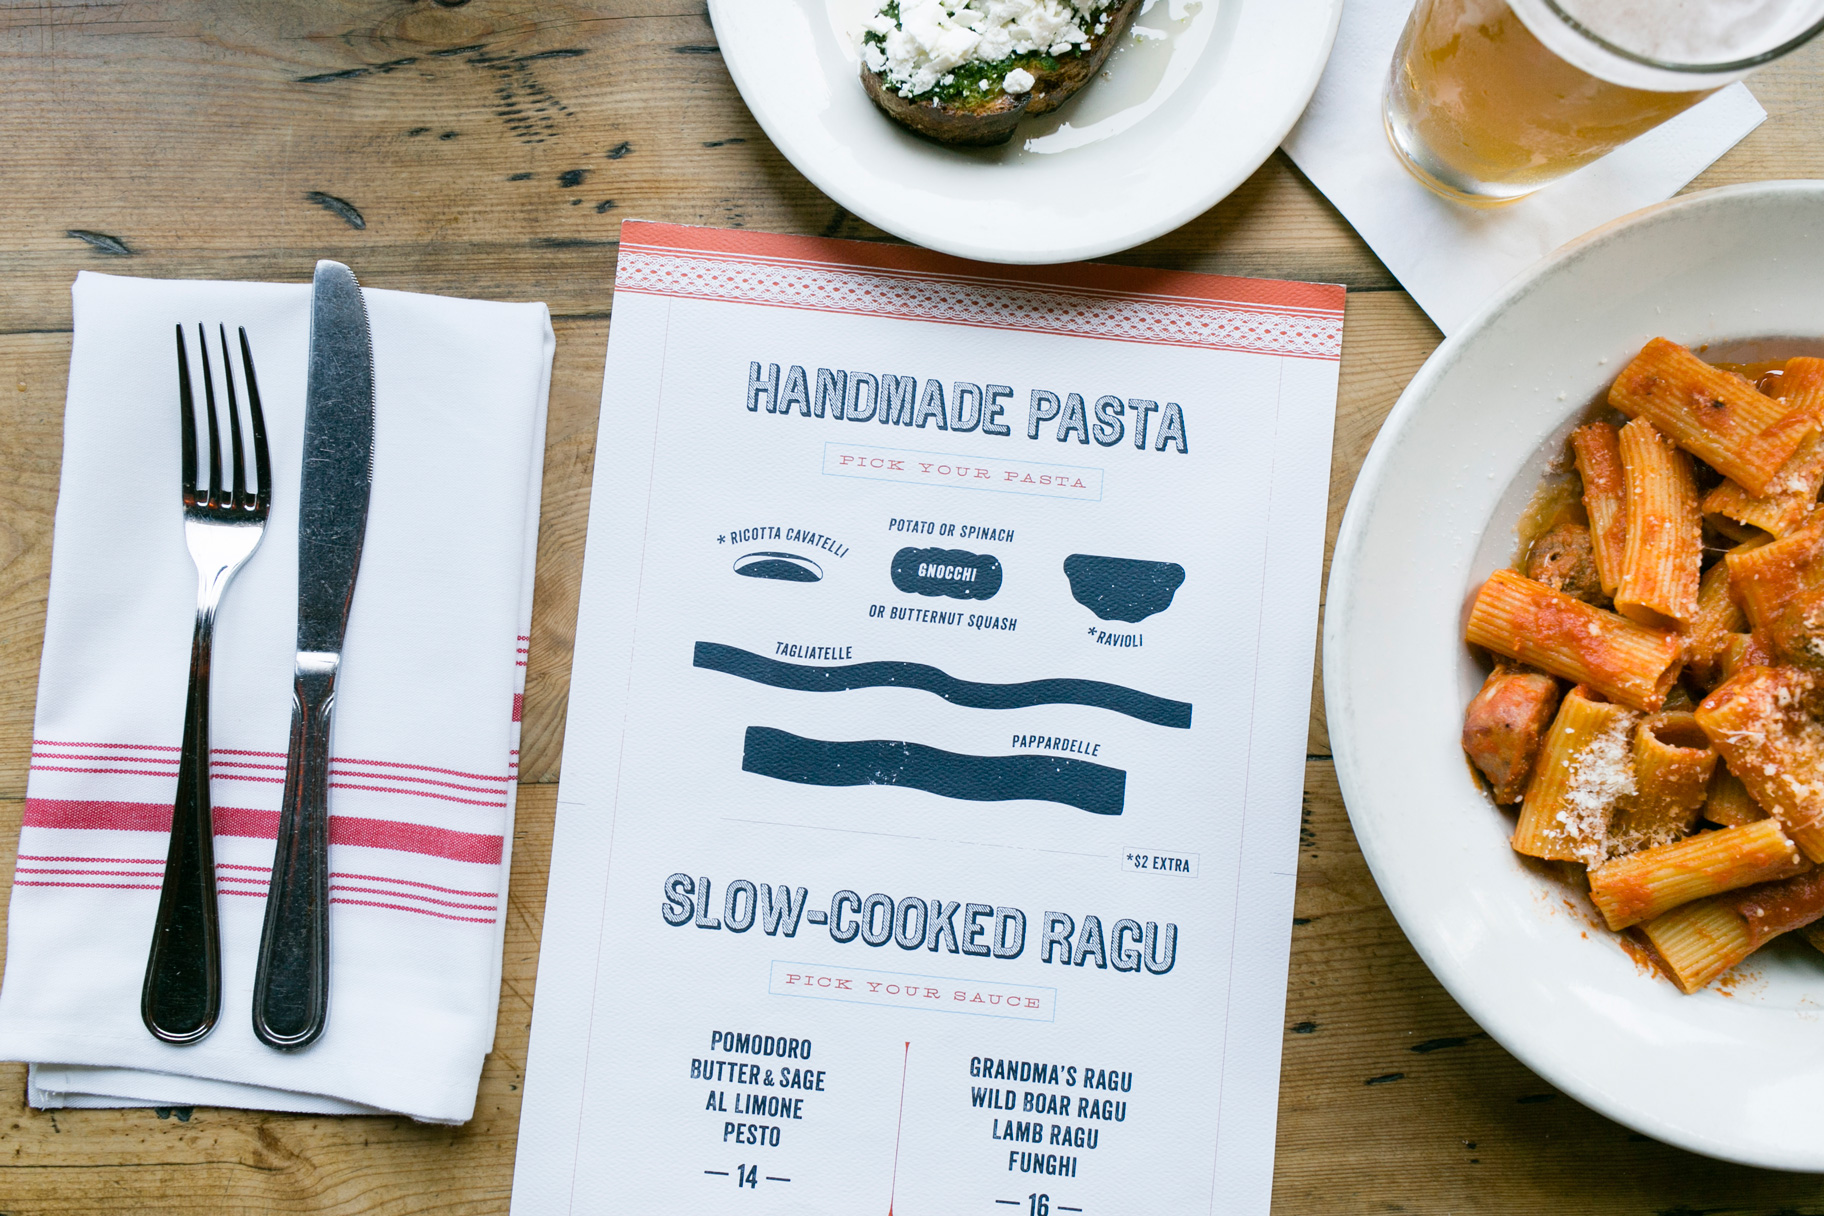 HANDMADE PASTA
PICK YOUR PASTA
* RICOTTA CAVATELLI
POTATO OR SPINACH
GNOCCHI
OR BUTTERNUT SQUASH
*RAVIOLI
TAGLIATELLE
PAPPARDELLE
*$2 EXTRA
SLOW-COOKED RAGU
PICK YOUR SAUCE
POMODORO
BUTTER & SAGE
AL LIMONE
PESTO
— 14 —
GRANDMA'S RAGU
WILD BOAR RAGU
LAMB RAGU
FUNGHI
— 16 —